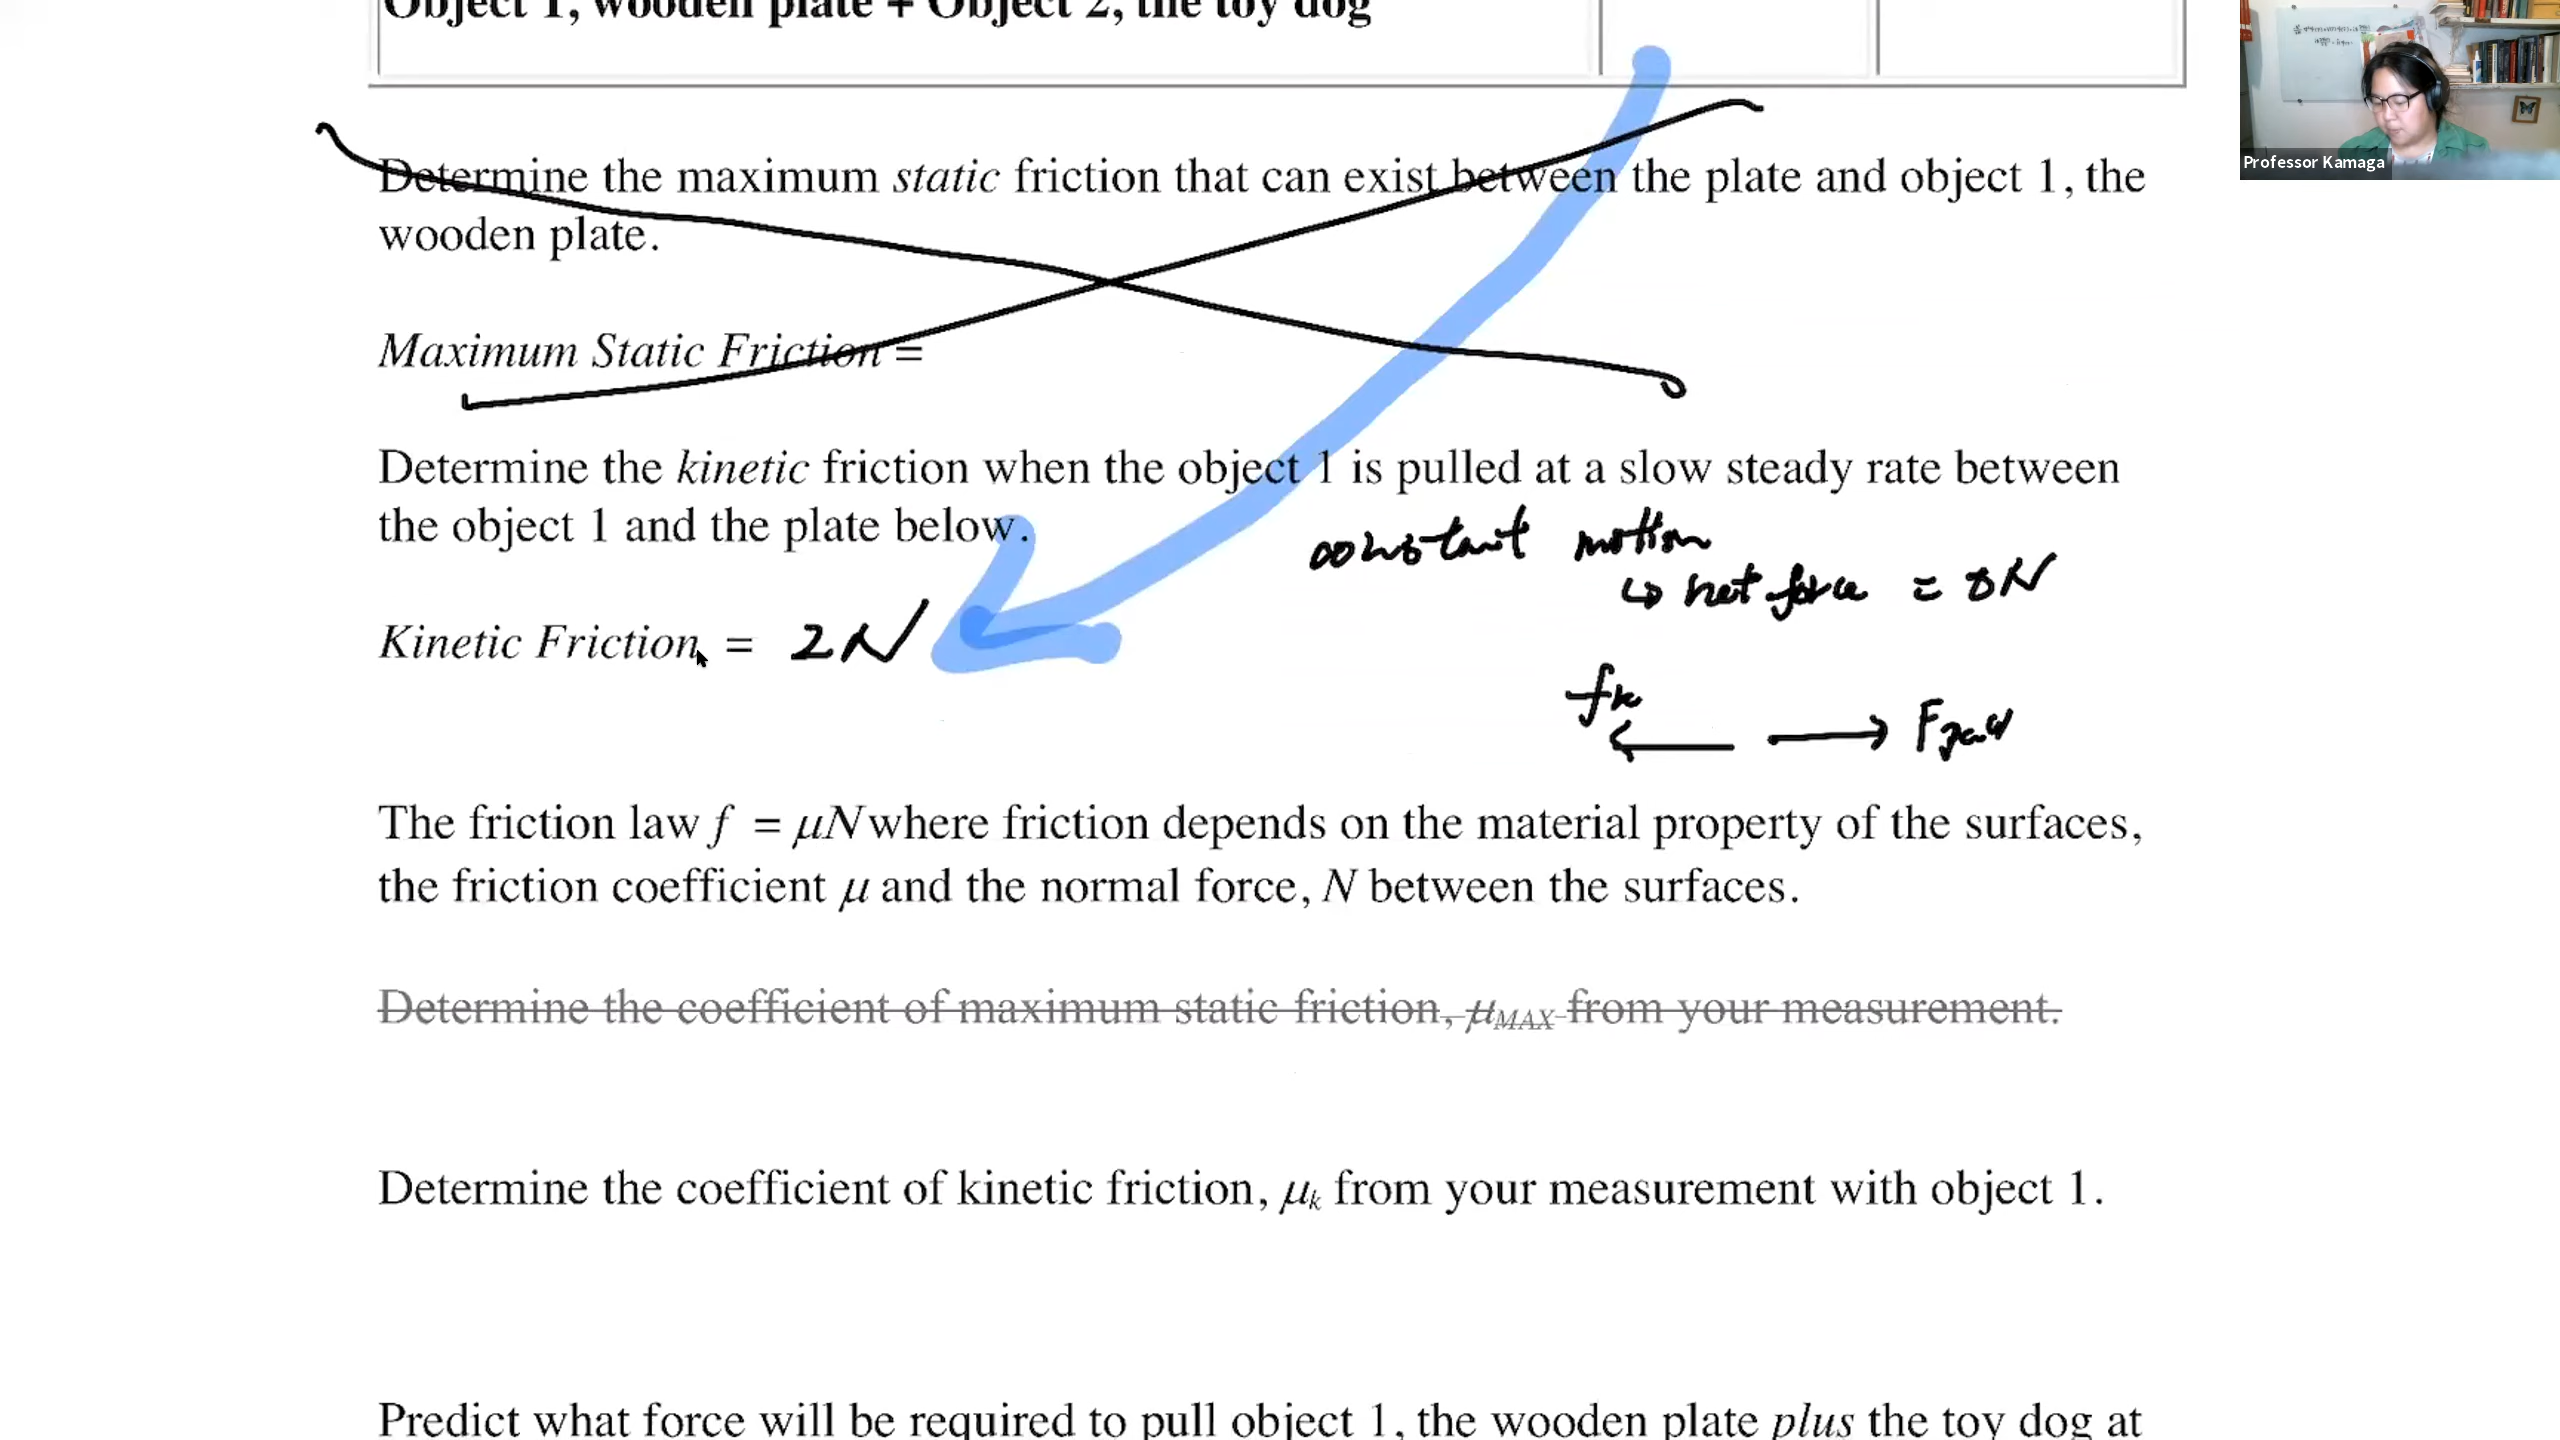 Object 1, wooden plate + Object 2, the toy dog
Professor Kamaga
Determine the maximum static friction that can exist between the plate and object 1, the
wooden plate.
Maximum Static Friction =
Determine the kinetic friction when the object 1 is pulled at a slow steady rate between
the object 1 and the plate below.
constant motion
↳ net force = 0N
Kinetic Friction = 2N
fk
The friction law f = μN where friction depends on the material property of the surfaces,
the friction coefficient μ and the normal force, N between the surfaces.
Determine the coefficient of maximum static friction, μMAX from your measurement.
Determine the coefficient of kinetic friction, μk from your measurement with object 1.
Predict what force will be required to pull object 1, the wooden plate plus the toy dog at